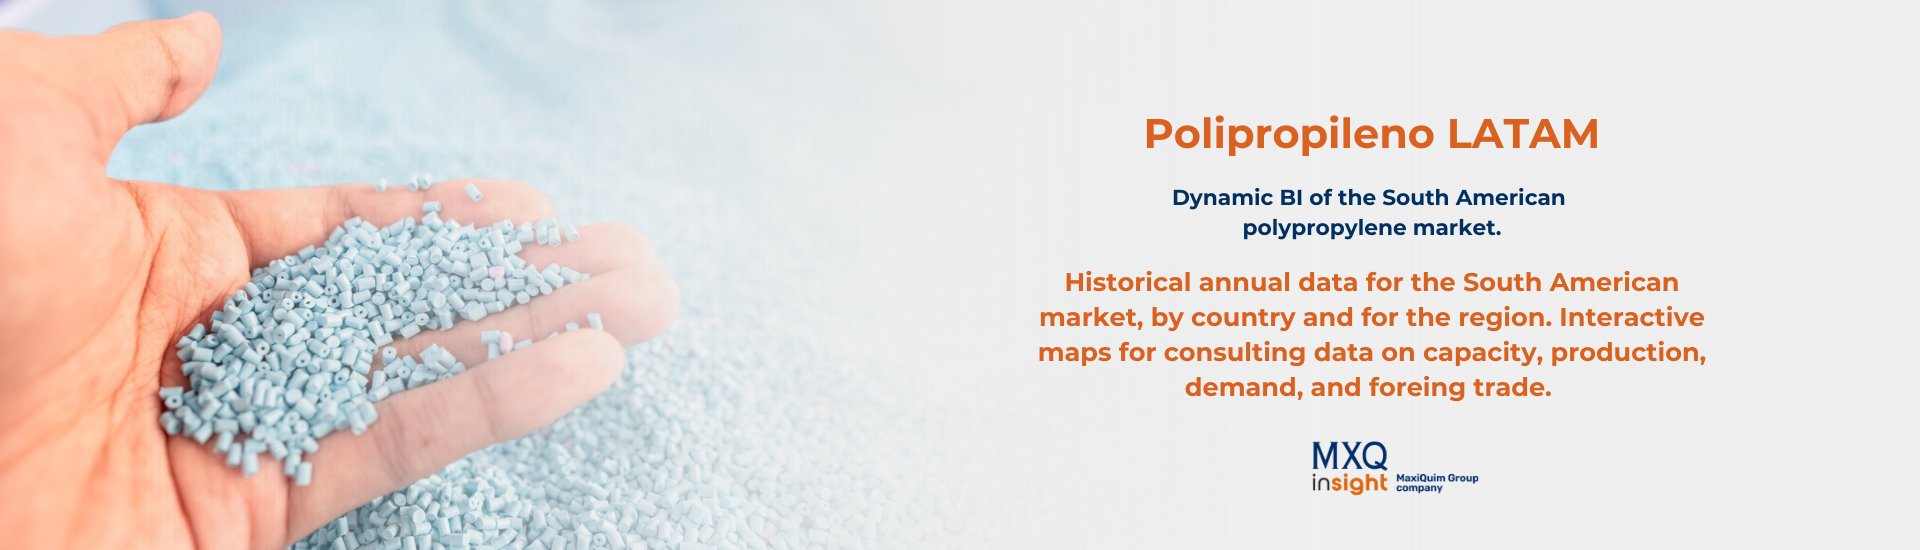 Polipropileno LATAM
Dynamic BI of the South American
polypropylene market.
Historical annual data for the South American
market, by country and for the region. Interactive
maps for consulting data on capacity, production,
demand, and foreing trade.
MXQ
insight MaxiQuim Group
company